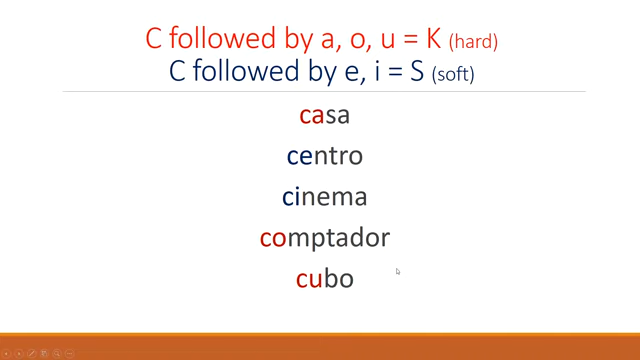 C followed by a, o, u = K (hard)
C followed by e, i = S (soft)
casa
centro
cinema
comptador
cubo